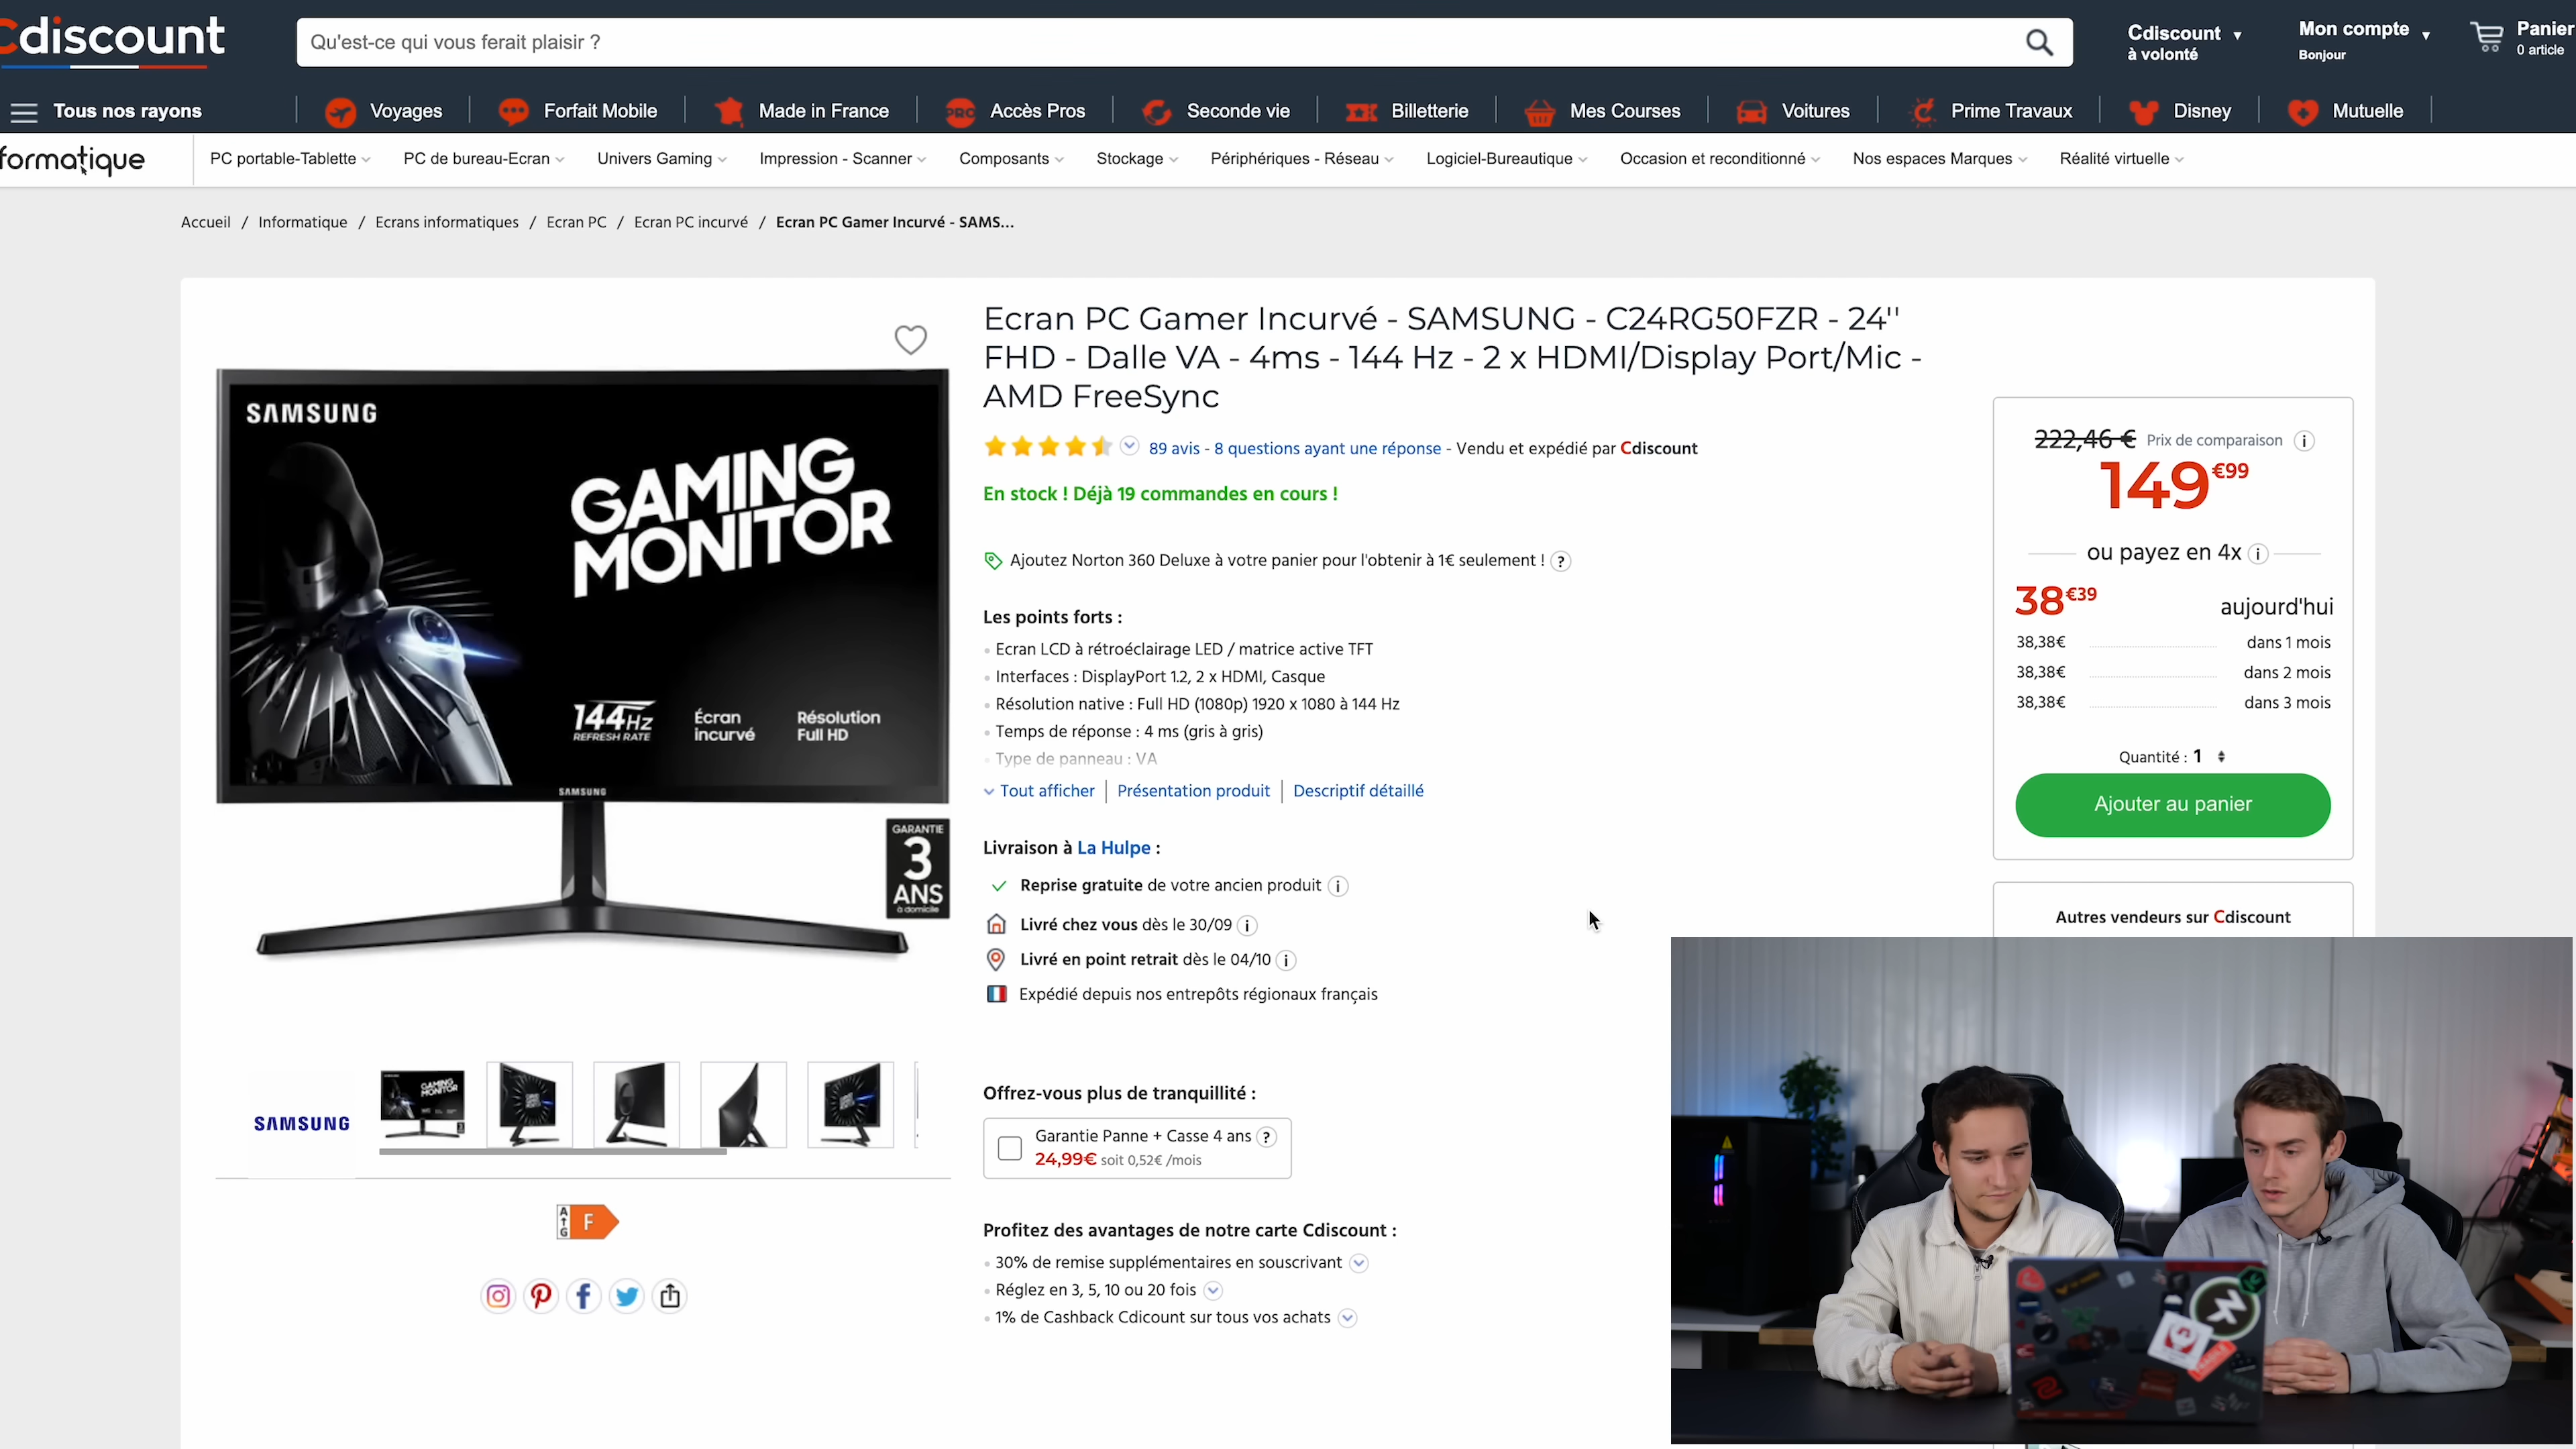 Cdiscount
Qu'est-ce qui vous ferait plaisir ?
Cdiscount
à volonté
Mon compte
Bonjour
Panier
0 article
Tous nos rayons
Voyages
Forfait Mobile
Made in France
PRO
Accès Pros
Seconde vie
Billetterie
Mes Courses
Voitures
Prime Travaux
Disney
Mutuelle
formatique
PC portable-Tablette
PC de bureau-Ecran
Univers Gaming
Impression - Scanner
Composants
Stockage
Périphériques - Réseau
Logiciel-Bureautique
Occasion et reconditionné
Nos espaces Marques
Réalité virtuelle
Accueil / Informatique / Ecrans informatiques / Ecran PC / Ecran PC incurvé / Ecran PC Gamer Incurvé - SAMS...
SAMSUNG
GAMING
MONITOR
144Hz
REFRESH RATE
Écran
incurvé
Résolution
Full HD
SAMSUNG
GARANTIE
3
ANS
à domicile
SAMSUNG
GAMING
MONITOR
A
G
F
Ecran PC Gamer Incurvé - SAMSUNG - C24RG50FZR - 24''
FHD - Dalle VA - 4ms - 144 Hz - 2 x HDMI/Display Port/Mic -
AMD FreeSync
89 avis - 8 questions ayant une réponse - Vendu et expédié par Cdiscount
En stock ! Déjà 19 commandes en cours !
Ajoutez Norton 360 Deluxe à votre panier pour l'obtenir à 1€ seulement ! ?
Les points forts :
Ecran LCD à rétroéclairage LED / matrice active TFT
Interfaces : DisplayPort 1.2, 2 x HDMI, Casque
Résolution native : Full HD (1080p) 1920 x 1080 à 144 Hz
Temps de réponse : 4 ms (gris à gris)
Type de panneau : VA
Tout afficher
Présentation produit
Descriptif détaillé
Livraison à La Hulpe :
Reprise gratuite de votre ancien produit i
Livré chez vous dès le 30/09 i
Livré en point retrait dès le 04/10 i
Expédié depuis nos entrepôts régionaux français
Offrez-vous plus de tranquillité :
Garantie Panne + Casse 4 ans ?
24,99€ soit 0,52€ /mois
Profitez des avantages de notre carte Cdiscount :
30% de remise supplémentaires en souscrivant
Réglez en 3, 5, 10 ou 20 fois
1% de Cashback Cdicount sur tous vos achats
222,46 € Prix de comparaison i
149€99
ou payez en 4x i
38€39 aujourd'hui
38,38€ dans 1 mois
38,38€ dans 2 mois
38,38€ dans 3 mois
Quantité : 1
Ajouter au panier
Autres vendeurs sur Cdiscount